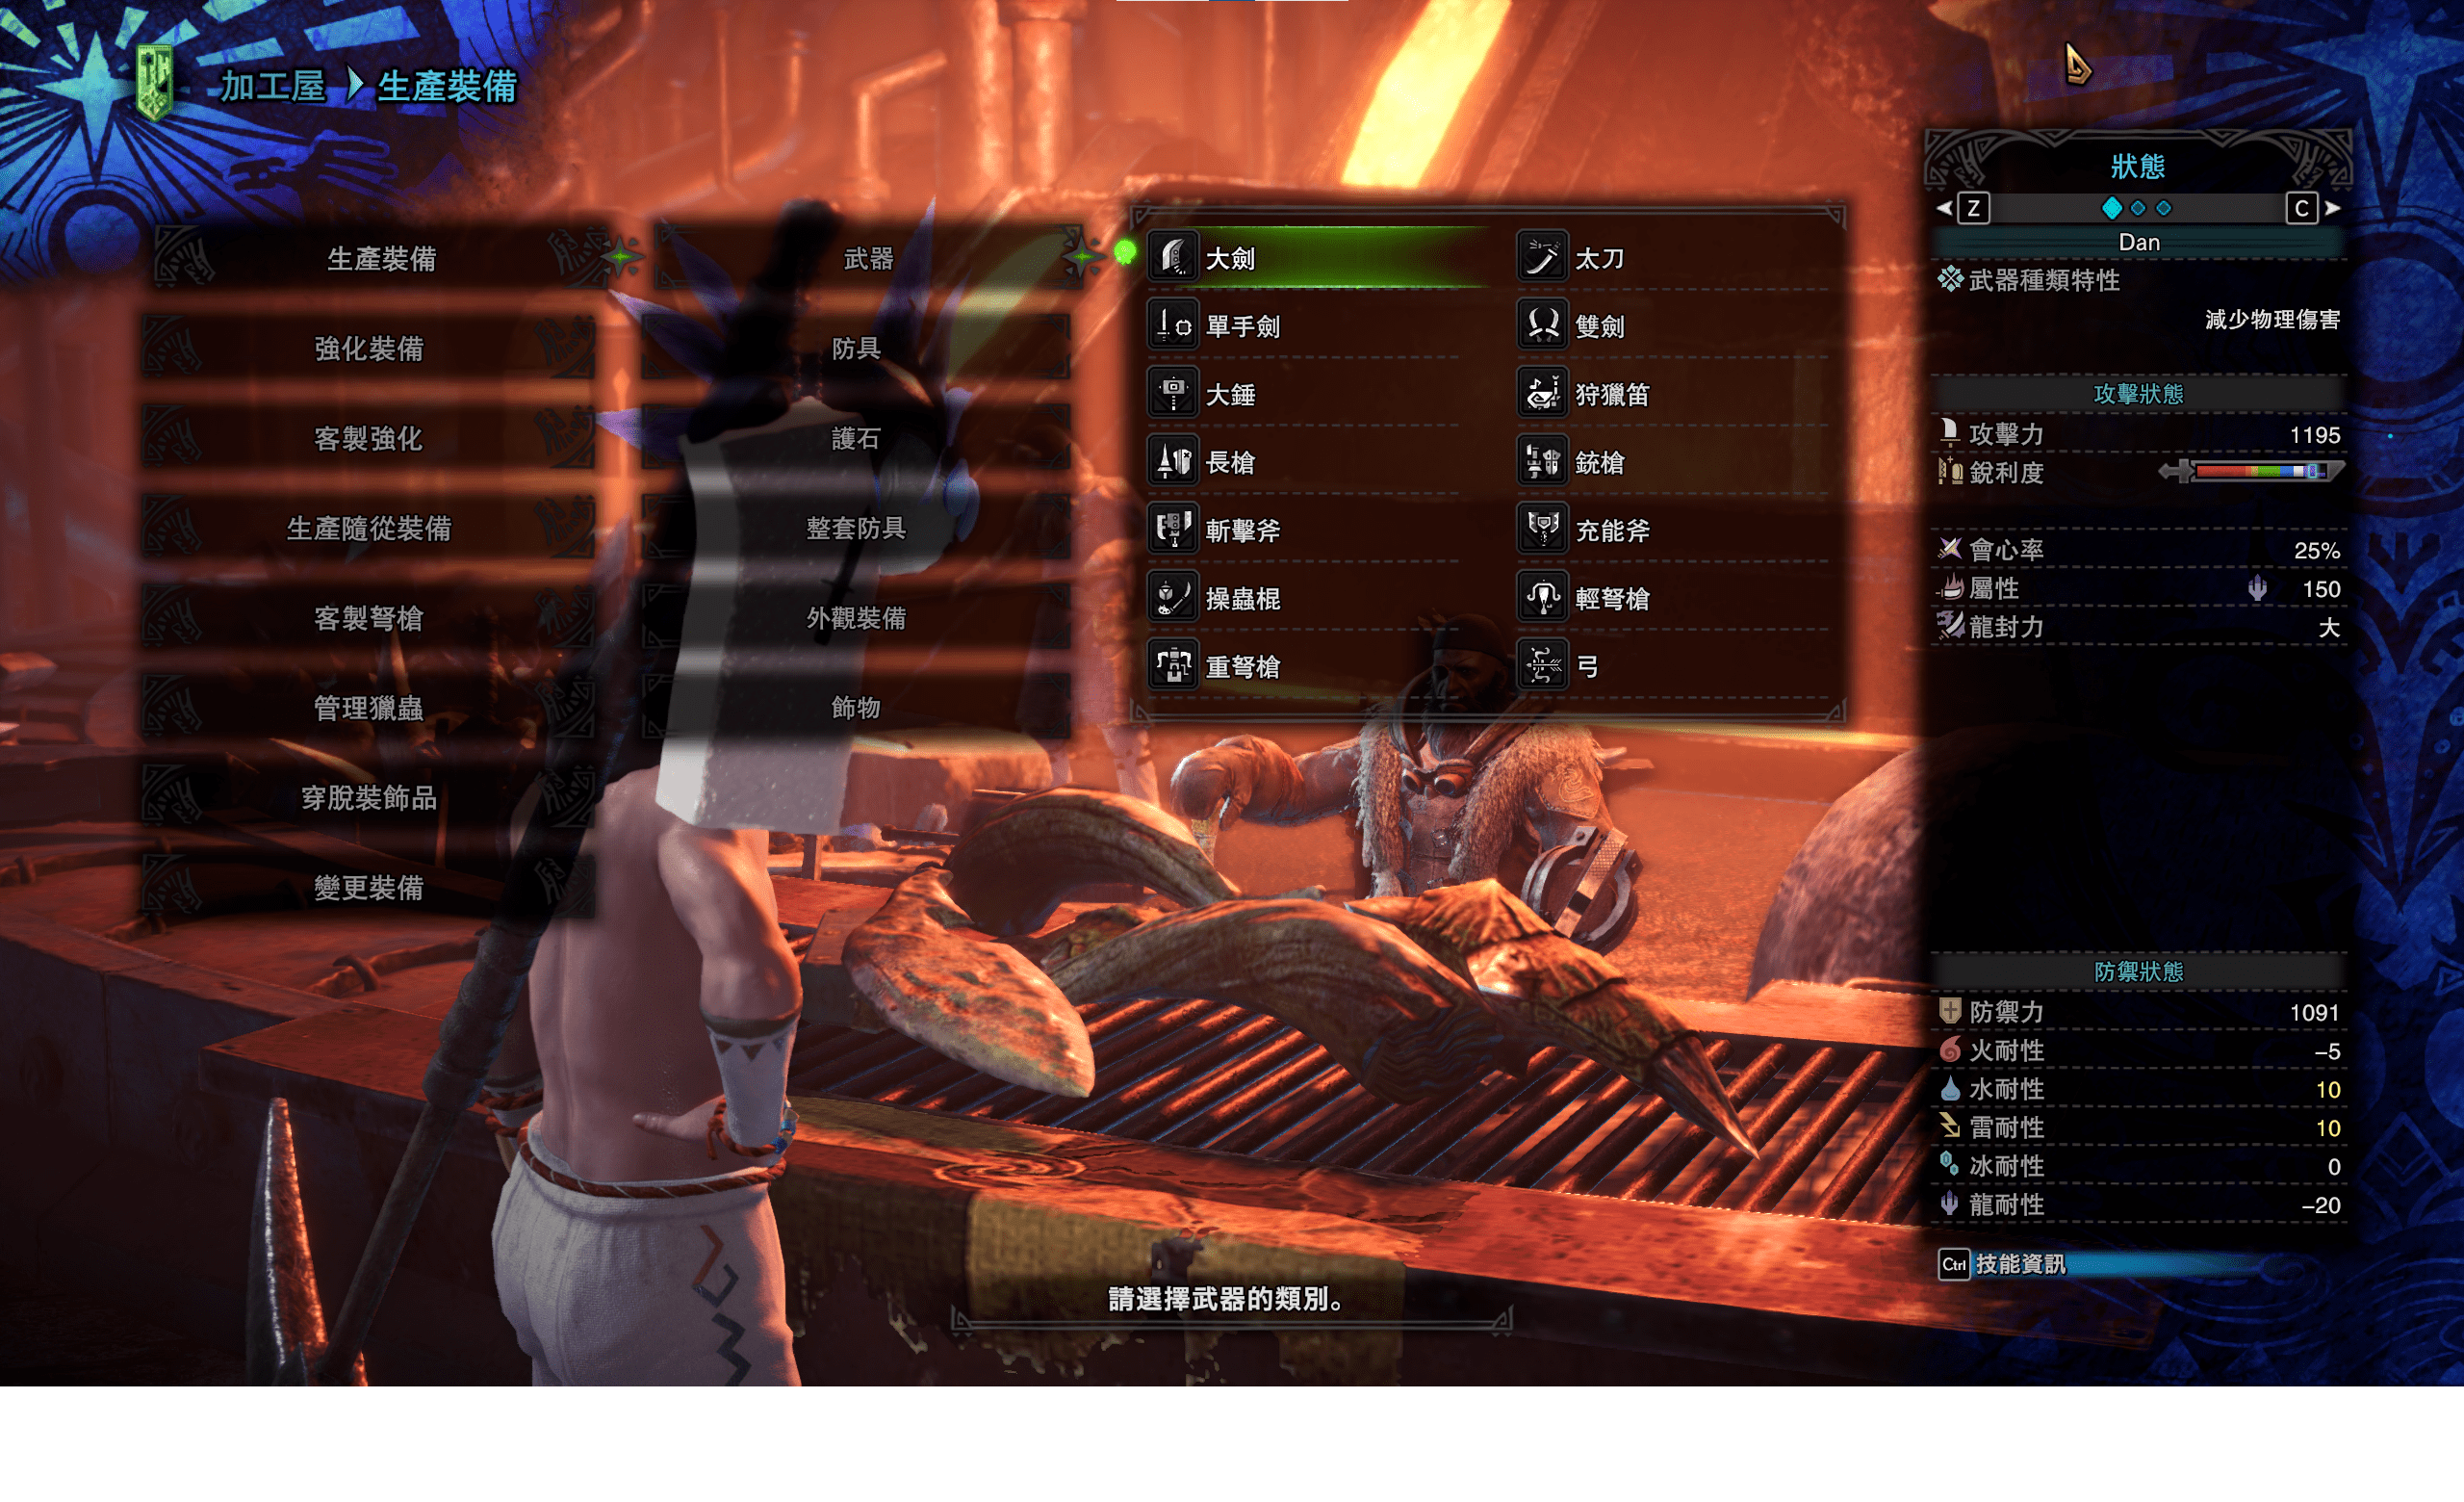 加工屋 生產裝備
生產裝備
強化裝備
客製強化
生產隨從裝備
客製弩槍
管理獵蟲
穿脫裝飾品
變更裝備
武器
防具
護石
整套防具
外觀裝備
飾物
大劍 太刀
單手劍 雙劍
大錘 狩獵笛
長槍 銃槍
斬擊斧 充能斧
操蟲棍 輕弩槍
重弩槍 弓
狀態
Z C
Dan
武器種類特性
減少物理傷害
攻擊狀態
攻擊力 1195
銳利度
會心率 25%
屬性 150
龍封力 大
防禦狀態
防禦力 1091
火耐性 –5
水耐性 10
雷耐性 10
冰耐性 0
龍耐性 –20
Ctrl 技能資訊
請選擇武器的類別。